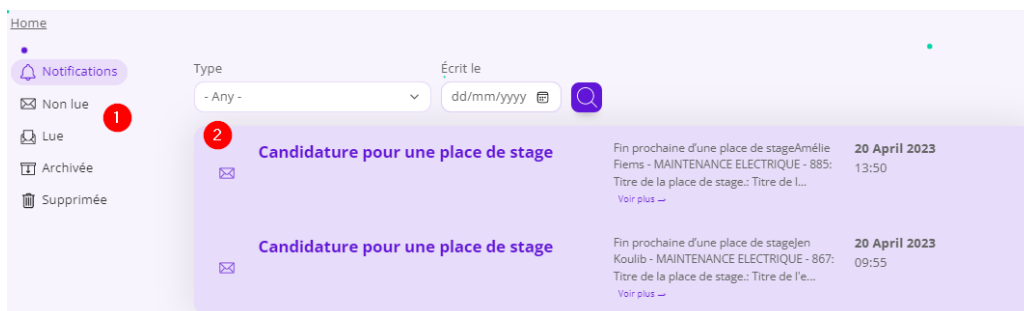 Home
Notifications
Non lue
1
Lue
Archivée
Supprimée
Type
Écrit le
- Any -
dd/mm/yyyy
2
Candidature pour une place de stage
Fin prochaine d'une place de stageAmélie
Fiems - MAINTENANCE ELECTRIQUE - 885:
Titre de la place de stage.: Titre de l...
Voir plus
20 April 2023
13:50
Candidature pour une place de stage
Fin prochaine d'une place de stageJen
Koulib - MAINTENANCE ELECTRIQUE - 867:
Titre de la place de stage.: Titre de l'e...
Voir plus
20 April 2023
09:55